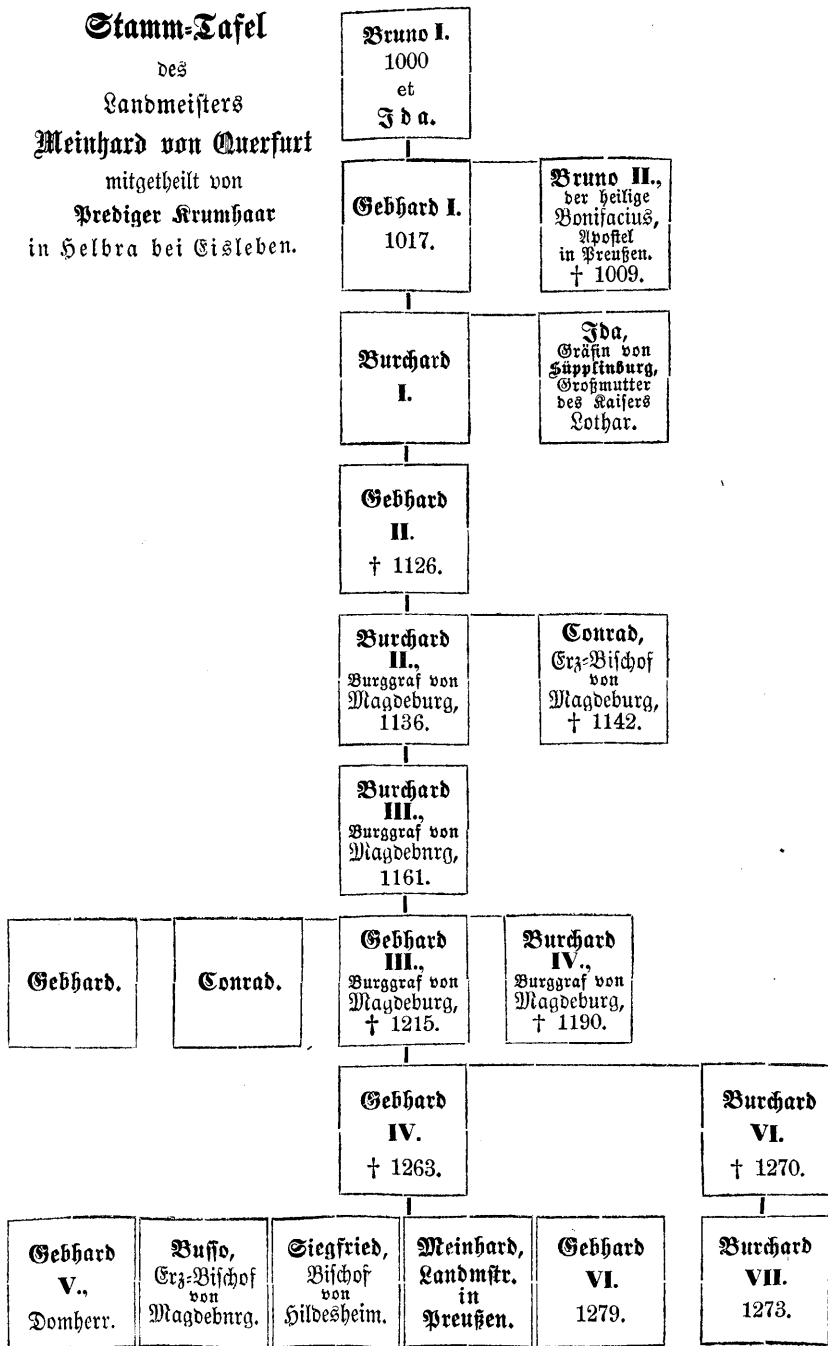 Stamm-Tafel
des
Landmeisters
Meinhard von Querfurt
mitgetheilt von
Prediger Krumhaar
in Helbra bei Eisleben.
Bruno I.
1000
et
Ida.
Gebhard I.
1017.
Bruno II.,
der heilige
Bonifacius,
Apostel
in Preußen.
† 1009.
Burchard
I.
Ida,
Gräfin von
Süpplinburg,
Großmutter
des Kaisers
Lothar.
Gebhard
II.
† 1126.
Burchard
II.,
Burggraf von
Magdeburg,
1136.
Conrad,
Erz-Bischof
von
Magdeburg,
† 1142.
Burchard
III.,
Burggraf von
Magdebnrg,
1161.
Gebhard.
Conrad.
Gebhard
III.,
Burggraf von
Magdeburg,
† 1215.
Burchard
IV.,
Burggraf von
Magdeburg,
† 1190.
Gebhard
IV.
† 1263.
Burchard
VI.
† 1270.
Gebhard
V.,
Domherr.
Busso,
Erz-Bischof
von
Magdebnrg.
Siegfried,
Bischof
von
Hildesheim.
Meinhard,
Landmstr.
in
Preußen.
Gebhard
VI.
1279.
Burchard
VII.
1273.